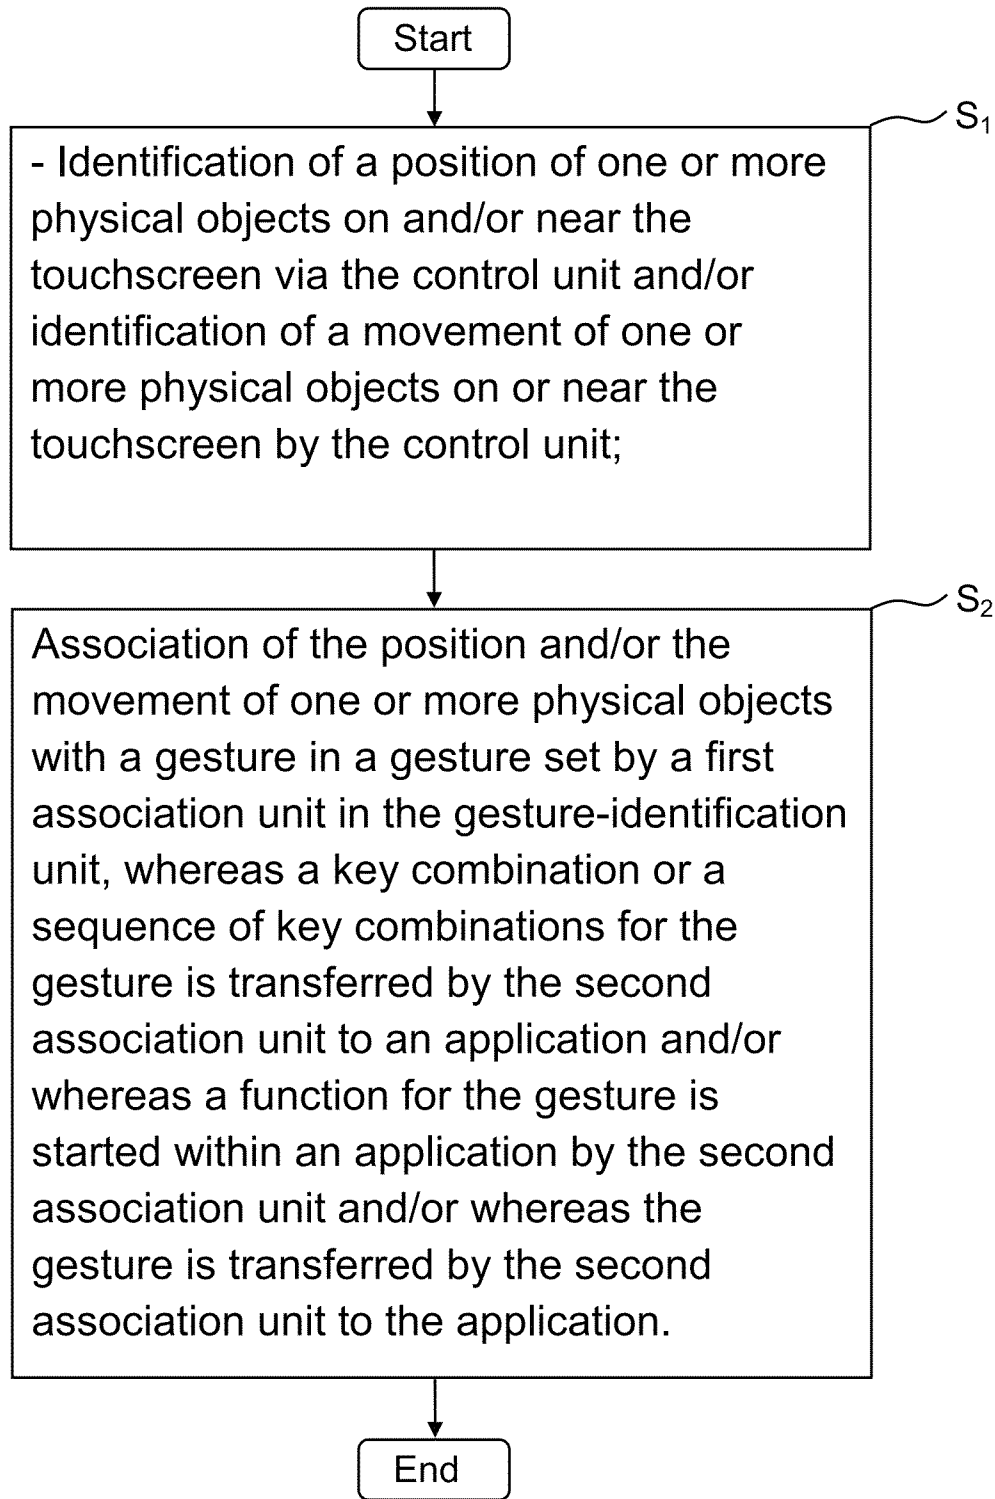 Start
S1
- Identification of a position of one or more
physical objects on and/or near the
touchscreen via the control unit and/or
identification of a movement of one or
more physical objects on or near the
touchscreen by the control unit;
S2
Association of the position and/or the
movement of one or more physical objects
with a gesture in a gesture set by a first
association unit in the gesture-identification
unit, whereas a key combination or a
sequence of key combinations for the
gesture is transferred by the second
association unit to an application and/or
whereas a function for the gesture is
started within an application by the second
association unit and/or whereas the
gesture is transferred by the second
association unit to the application.
End